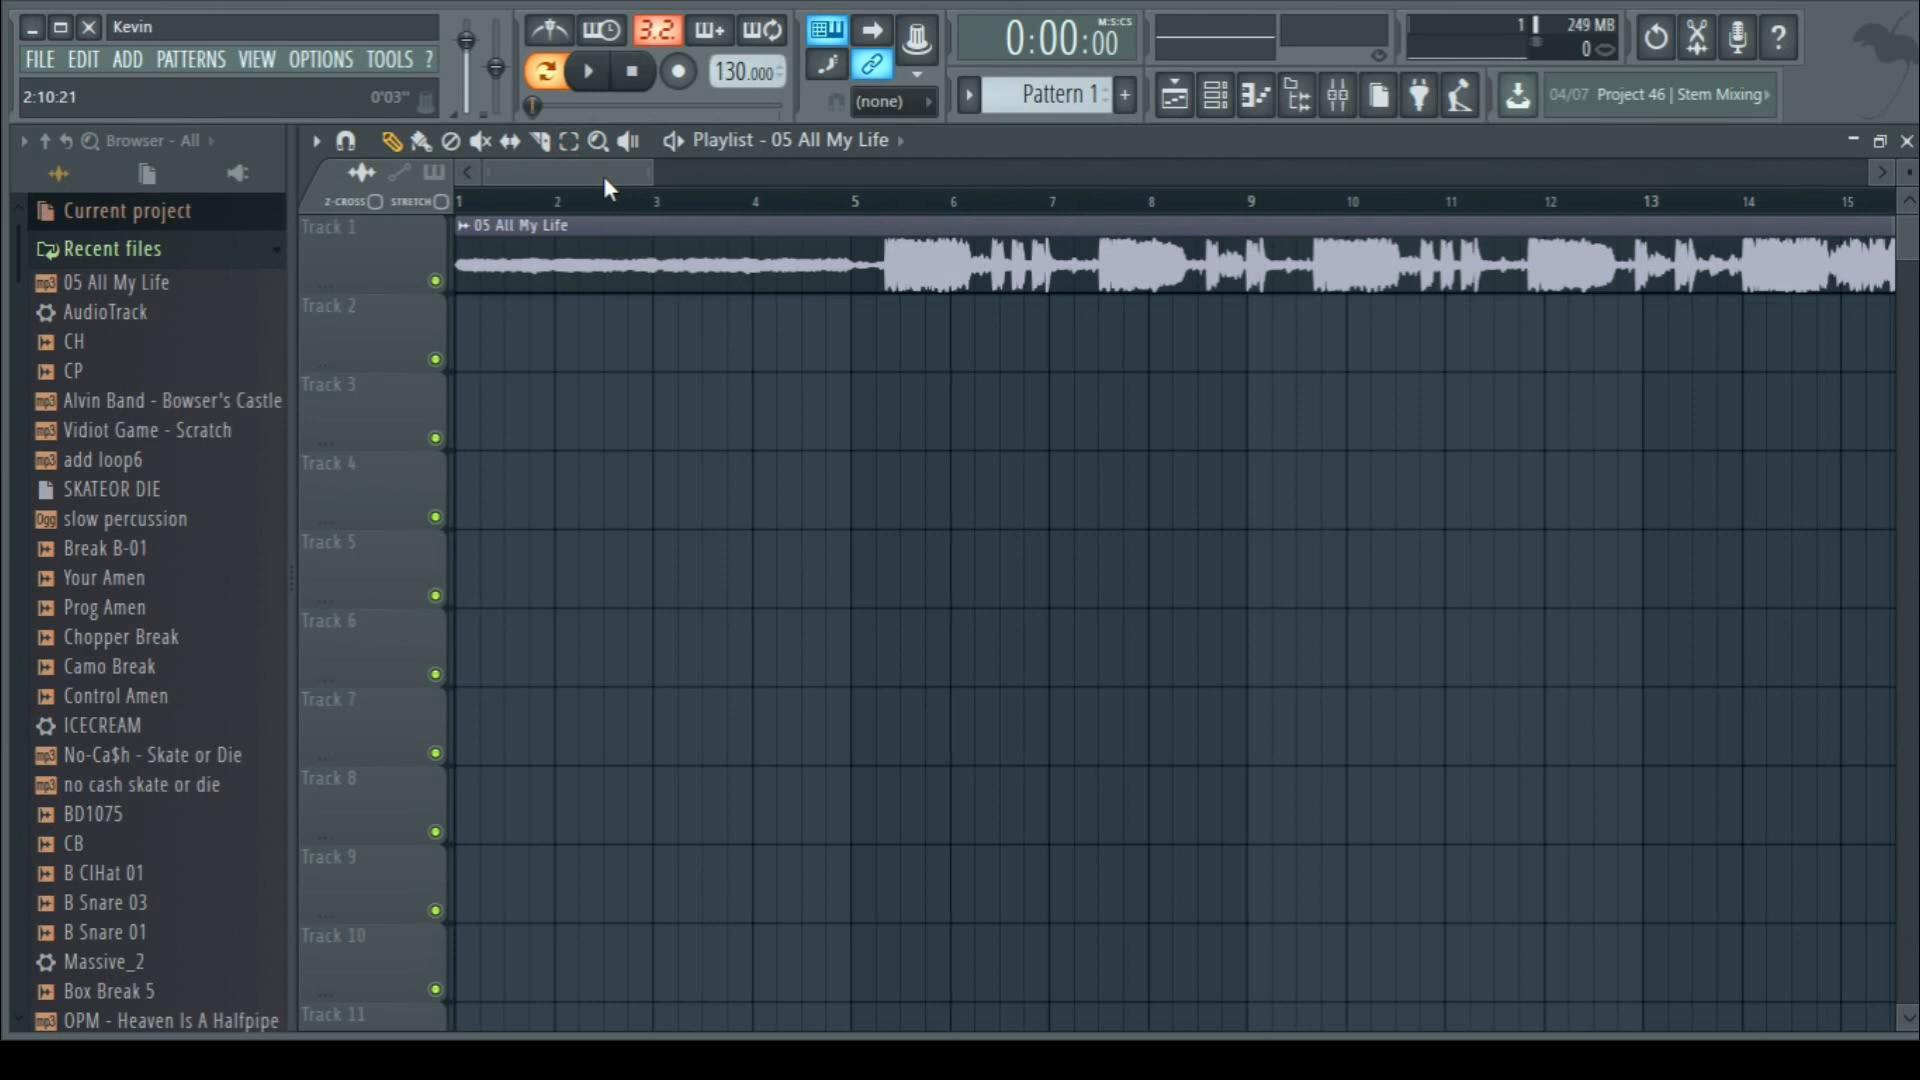 Kevin
FILE EDIT ADD PATTERNS VIEW OPTIONS TOOLS ?
2:10:21 0'03"
3.2.
130.000
(none)
0:00:00 M:S:CS
Pattern 1
1 249 MB
0
04/07 Project 46 | Stem Mixing
Browser - All
Playlist - 05 All My Life
Z-CROSS STRETCH
1 2 3 4 5 6 7 8 9 10 11 12 13 14 15
Current project
Recent files
05 All My Life
AudioTrack
CH
CP
mp3 Alvin Band - Bowser's Castle
mp3 Vidiot Game - Scratch
mp3 add loop6
SKATEOR DIE
Ogg slow percussion
Break B-01
Your Amen
Prog Amen
Chopper Break
Camo Break
Control Amen
ICECREAM
mp3 No-Ca$h - Skate or Die
mp3 no cash skate or die
BD1075
CB
B ClHat 01
B Snare 03
B Snare 01
Massive_2
Box Break 5
mp3 OPM - Heaven Is A Halfpipe
Track 1
05 All My Life
Track 2
Track 3
Track 4
Track 5
Track 6
Track 7
Track 8
Track 9
Track 10
Track 11